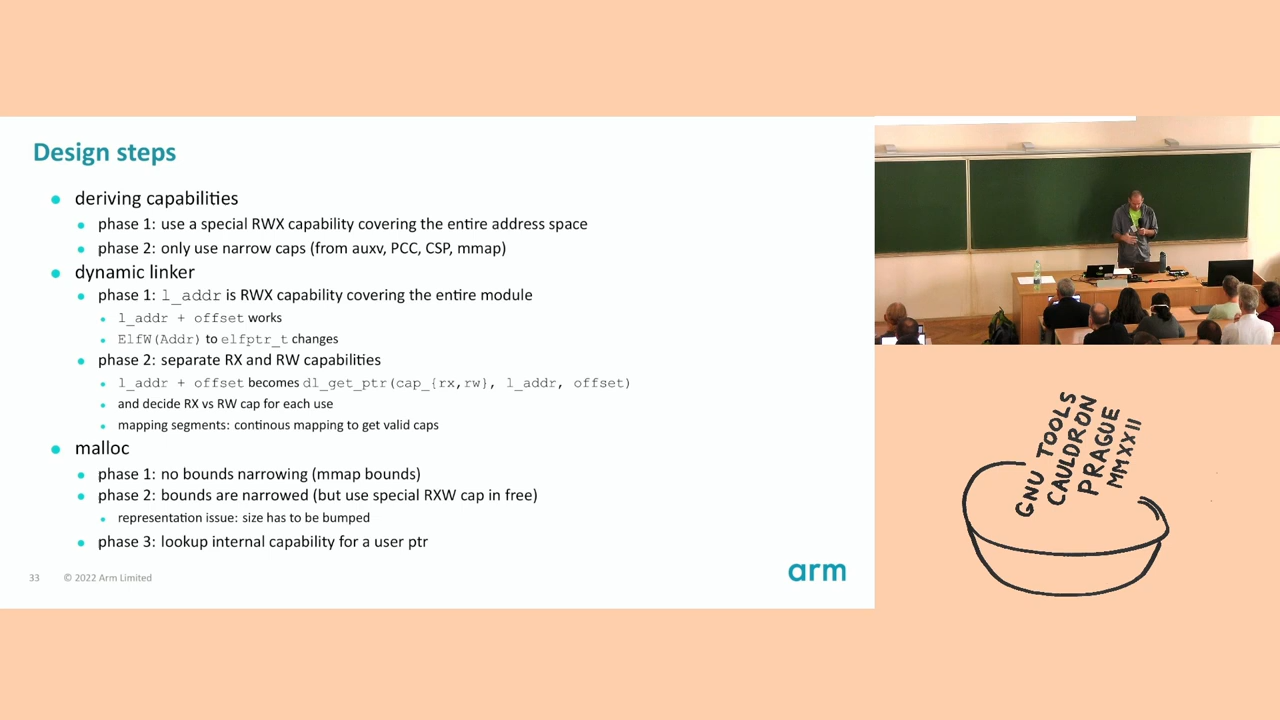 Design steps
deriving capabilities
phase 1: use a special RWX capability covering the entire address space
phase 2: only use narrow caps (from auxv, PCC, CSP, mmap)
dynamic linker
phase 1: l_addr is RWX capability covering the entire module
l_addr + offset works
ElfW(Addr) to elfptr_t changes
phase 2: separate RX and RW capabilities
l_addr + offset becomes dl_get_ptr(cap_{rx,rw}, l_addr, offset)
and decide RX vs RW cap for each use
mapping segments: continous mapping to get valid caps
malloc
phase 1: no bounds narrowing (mmap bounds)
phase 2: bounds are narrowed (but use special RXW cap in free)
representation issue: size has to be bumped
phase 3: lookup internal capability for a user ptr
33 © 2022 Arm Limited
arm
GNU TOOLS
CAULDRON
PRAGUE
MMXXII